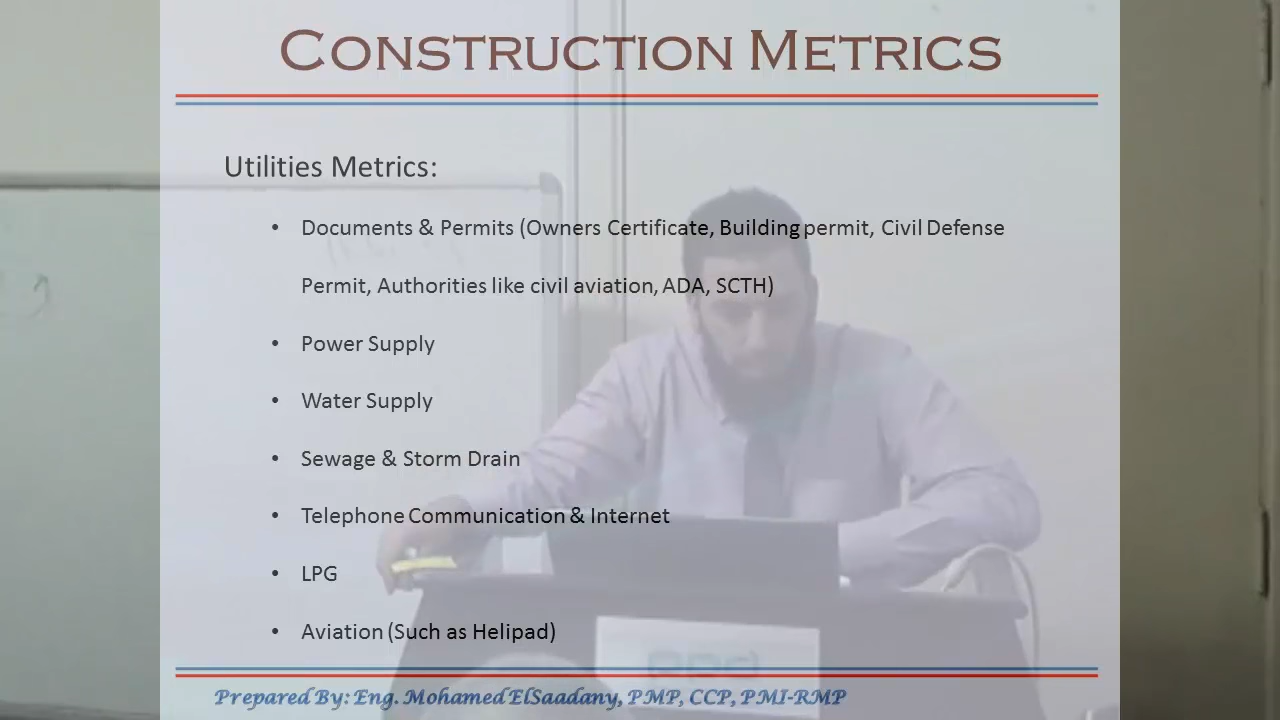 CONSTRUCTION METRICS
Utilities Metrics:
• Documents & Permits (Owners Certificate, Building permit, Civil Defense
Permit, Authorities like civil aviation, ADA, SCTH)
• Power Supply
• Water Supply
• Sewage & Storm Drain
• Telephone Communication & Internet
• LPG
• Aviation (Such as Helipad)
Prepared By: Eng. Mohamed ElSaadany, PMP, CCP, PMI-RMP